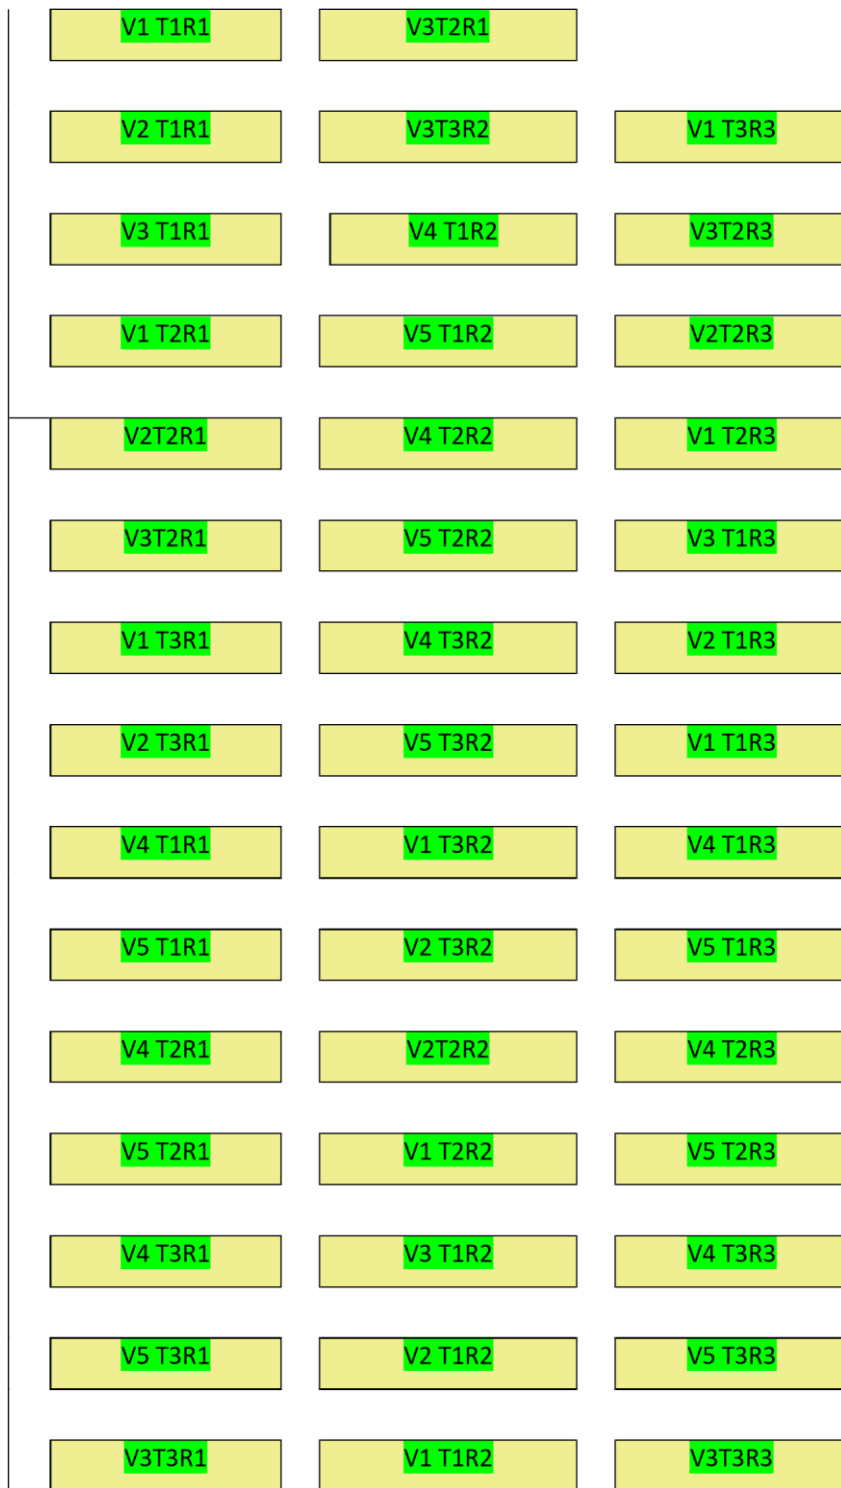 V1 T1R1 V3T2R1
V2 T1R1 V3T3R2 V1 T3R3
V3 T1R1 V4 T1R2 V3T2R3
V1 T2R1 V5 T1R2 V2T2R3
V2T2R1 V4 T2R2 V1 T2R3
V3T2R1 V5 T2R2 V3 T1R3
V1 T3R1 V4 T3R2 V2 T1R3
V2 T3R1 V5 T3R2 V1 T1R3
V4 T1R1 V1 T3R2 V4 T1R3
V5 T1R1 V2 T3R2 V5 T1R3
V4 T2R1 V2T2R2 V4 T2R3
V5 T2R1 V1 T2R2 V5 T2R3
V4 T3R1 V3 T1R2 V4 T3R3
V5 T3R1 V2 T1R2 V5 T3R3
V3T3R1 V1 T1R2 V3T3R3